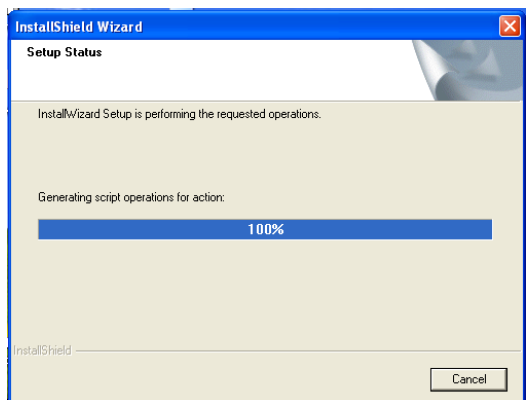 InstallShield Wizard
Setup Status
InstallWizard Setup is performing the requested operations.
Generating script operations for action:
100%
InstallShield
Cancel